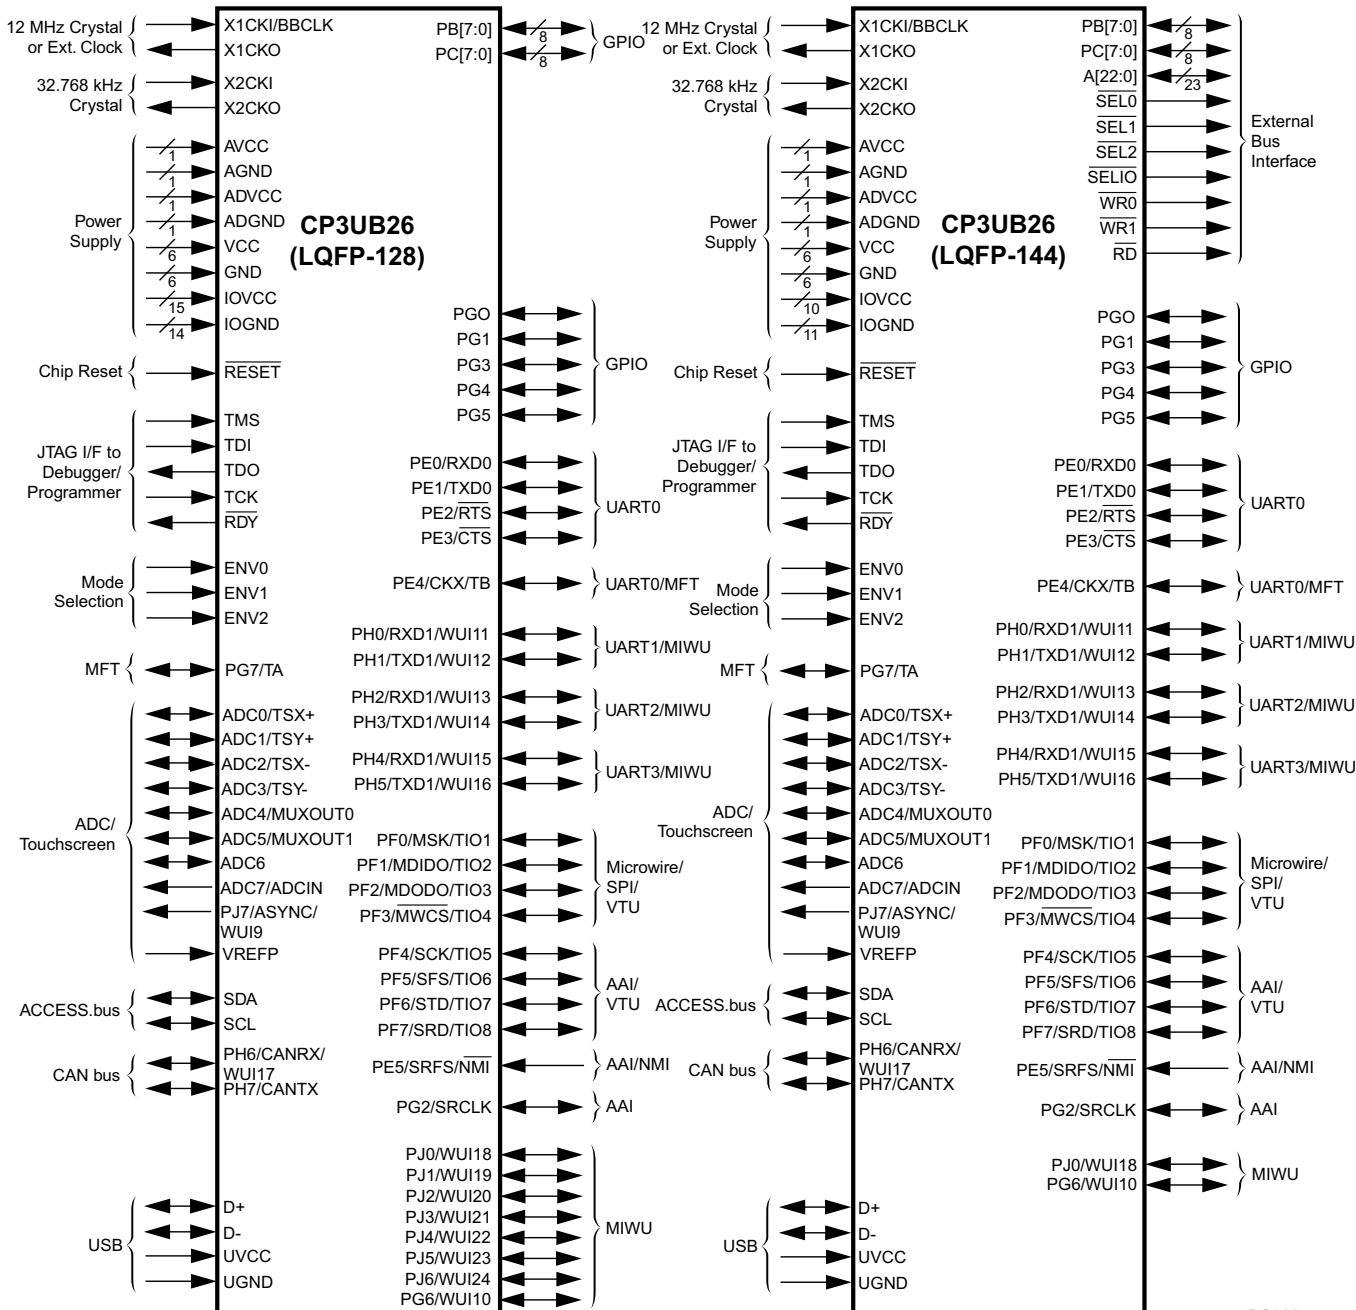 12 MHz Crystal
or Ext. Clock
X1CKI/BBCLK
X1CKO
32.768 kHz
Crystal
X2CKI
X2CKO
Power
Supply
1
AVCC
1
AGND
1
ADVCC
1
ADGND
6
VCC
6
GND
15
IOVCC
14
IOGND
Chip Reset
RESET
JTAG I/F to
Debugger/
Programmer
TMS
TDI
TDO
TCK
RDY
Mode
Selection
ENV0
ENV1
ENV2
MFT
PG7/TA
ADC/
Touchscreen
ADC0/TSX+
ADC1/TSY+
ADC2/TSX-
ADC3/TSY-
ADC4/MUXOUT0
ADC5/MUXOUT1
ADC6
ADC7/ADCIN
PJ7/ASYNC/
WUI9
VREFP
ACCESS.bus
SDA
SCL
CAN bus
PH6/CANRX/
WUI17
PH7/CANTX
USB
D+
D-
UVCC
UGND
CP3UB26
(LQFP-128)
PB[7:0]
8
PC[7:0]
8
GPIO
PGO
PG1
PG3
PG4
PG5
GPIO
PE0/RXD0
PE1/TXD0
PE2/RTS
PE3/CTS
UART0
PE4/CKX/TB
UART0/MFT
PH0/RXD1/WUI11
PH1/TXD1/WUI12
UART1/MIWU
PH2/RXD1/WUI13
PH3/TXD1/WUI14
UART2/MIWU
PH4/RXD1/WUI15
PH5/TXD1/WUI16
UART3/MIWU
PF0/MSK/TIO1
PF1/MDIDO/TIO2
PF2/MDODO/TIO3
PF3/MWCS/TIO4
Microwire/
SPI/
VTU
PF4/SCK/TIO5
PF5/SFS/TIO6
PF6/STD/TIO7
PF7/SRD/TIO8
AAI/
VTU
PE5/SRFS/NMI
AAI/NMI
PG2/SRCLK
AAI
PJ0/WUI18
PJ1/WUI19
PJ2/WUI20
PJ3/WUI21
PJ4/WUI22
PJ5/WUI23
PJ6/WUI24
PG6/WUI10
MIWU
12 MHz Crystal
or Ext. Clock
X1CKI/BBCLK
X1CKO
32.768 kHz
Crystal
X2CKI
X2CKO
Power
Supply
1
AVCC
1
AGND
1
ADVCC
1
ADGND
6
VCC
6
GND
10
IOVCC
11
IOGND
Chip Reset
RESET
JTAG I/F to
Debugger/
Programmer
TMS
TDI
TDO
TCK
RDY
Mode
Selection
ENV0
ENV1
ENV2
MFT
PG7/TA
ADC/
Touchscreen
ADC0/TSX+
ADC1/TSY+
ADC2/TSX-
ADC3/TSY-
ADC4/MUXOUT0
ADC5/MUXOUT1
ADC6
ADC7/ADCIN
PJ7/ASYNC/
WUI9
VREFP
ACCESS.bus
SDA
SCL
CAN bus
PH6/CANRX/
WUI17
PH7/CANTX
USB
D+
D-
UVCC
UGND
CP3UB26
(LQFP-144)
PB[7:0]
8
PC[7:0]
8
A[22:0]
23
SEL0
SEL1
SEL2
SELIO
WR0
WR1
RD
External
Bus
Interface
PGO
PG1
PG3
PG4
PG5
GPIO
PE0/RXD0
PE1/TXD0
PE2/RTS
PE3/CTS
UART0
PE4/CKX/TB
UART0/MFT
PH0/RXD1/WUI11
PH1/TXD1/WUI12
UART1/MIWU
PH2/RXD1/WUI13
PH3/TXD1/WUI14
UART2/MIWU
PH4/RXD1/WUI15
PH5/TXD1/WUI16
UART3/MIWU
PF0/MSK/TIO1
PF1/MDIDO/TIO2
PF2/MDODO/TIO3
PF3/MWCS/TIO4
Microwire/
SPI/
VTU
PF4/SCK/TIO5
PF5/SFS/TIO6
PF6/STD/TIO7
PF7/SRD/TIO8
AAI/
VTU
PE5/SRFS/NMI
AAI/NMI
PG2/SRCLK
AAI
PJ0/WUI18
PG6/WUI10
MIWU